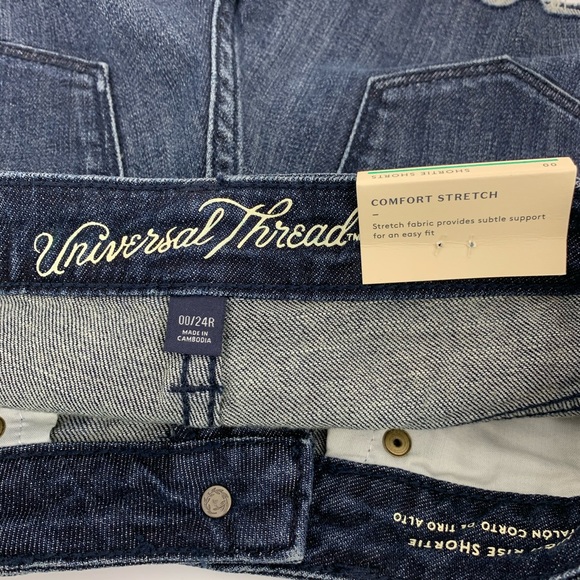 00
SHORTIE SHORTS
COMFORT STRETCH
Stretch fabric provides subtle support
for an easy fit
Universal Thread™
00/24R
MADE IN
CAMBODIA
RISE SHORTIE
CORTO DE TIRO ALTO